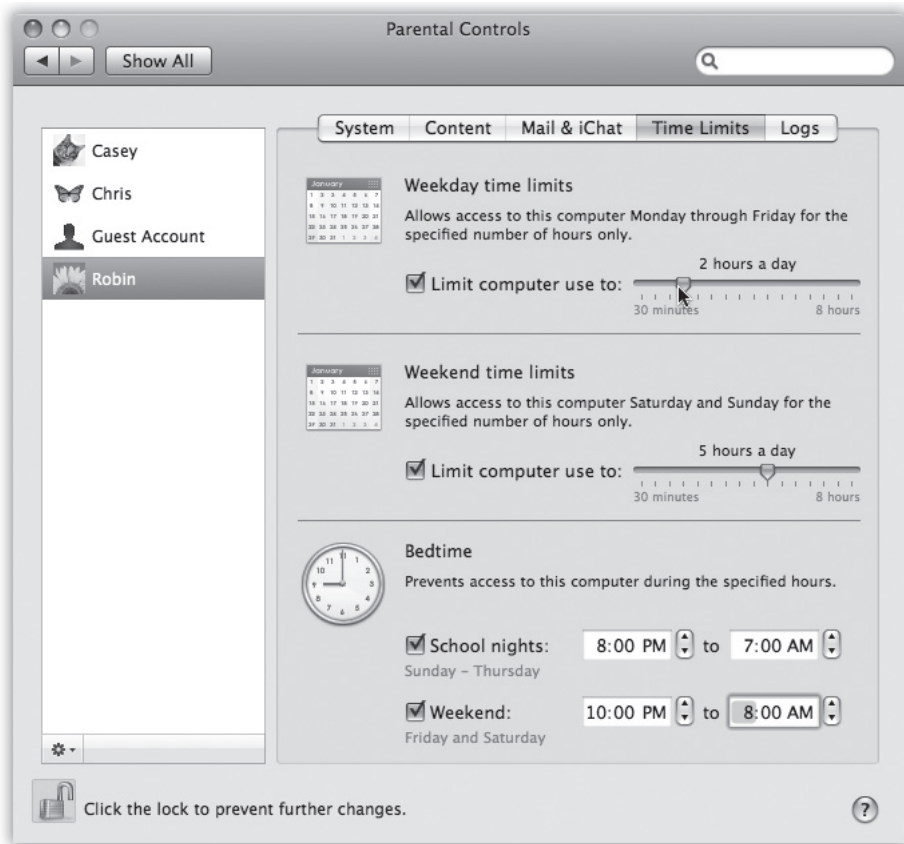 Parental Controls
Show All
Casey
Chris
Guest Account
Robin
System Content Mail & iChat Time Limits Logs
January
Weekday time limits
Allows access to this computer Monday through Friday for the
specified number of hours only.
2 hours a day
Limit computer use to:
30 minutes 8 hours
January
Weekend time limits
Allows access to this computer Saturday and Sunday for the
specified number of hours only.
5 hours a day
Limit computer use to:
30 minutes 8 hours
Bedtime
Prevents access to this computer during the specified hours.
School nights: 8:00 PM to 7:00 AM
Sunday – Thursday
Weekend: 10:00 PM to 8:00 AM
Friday and Saturday
Click the lock to prevent further changes.
?